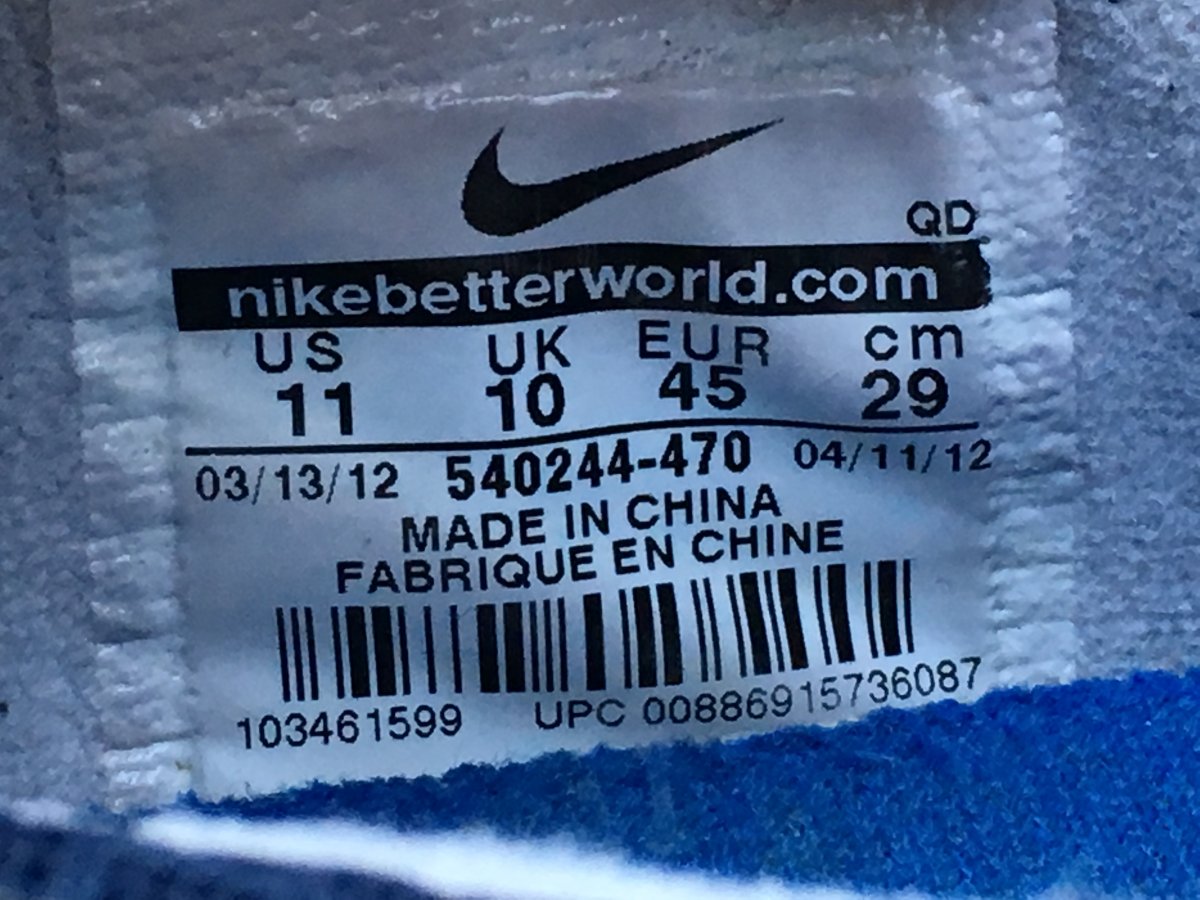 QD
nikebetterworld.com
US UK EUR cm
11 10 45 29
03/13/12 540244-470 04/11/12
MADE IN CHINA
FABRIQUE EN CHINE
103461599 UPC 00886915736087